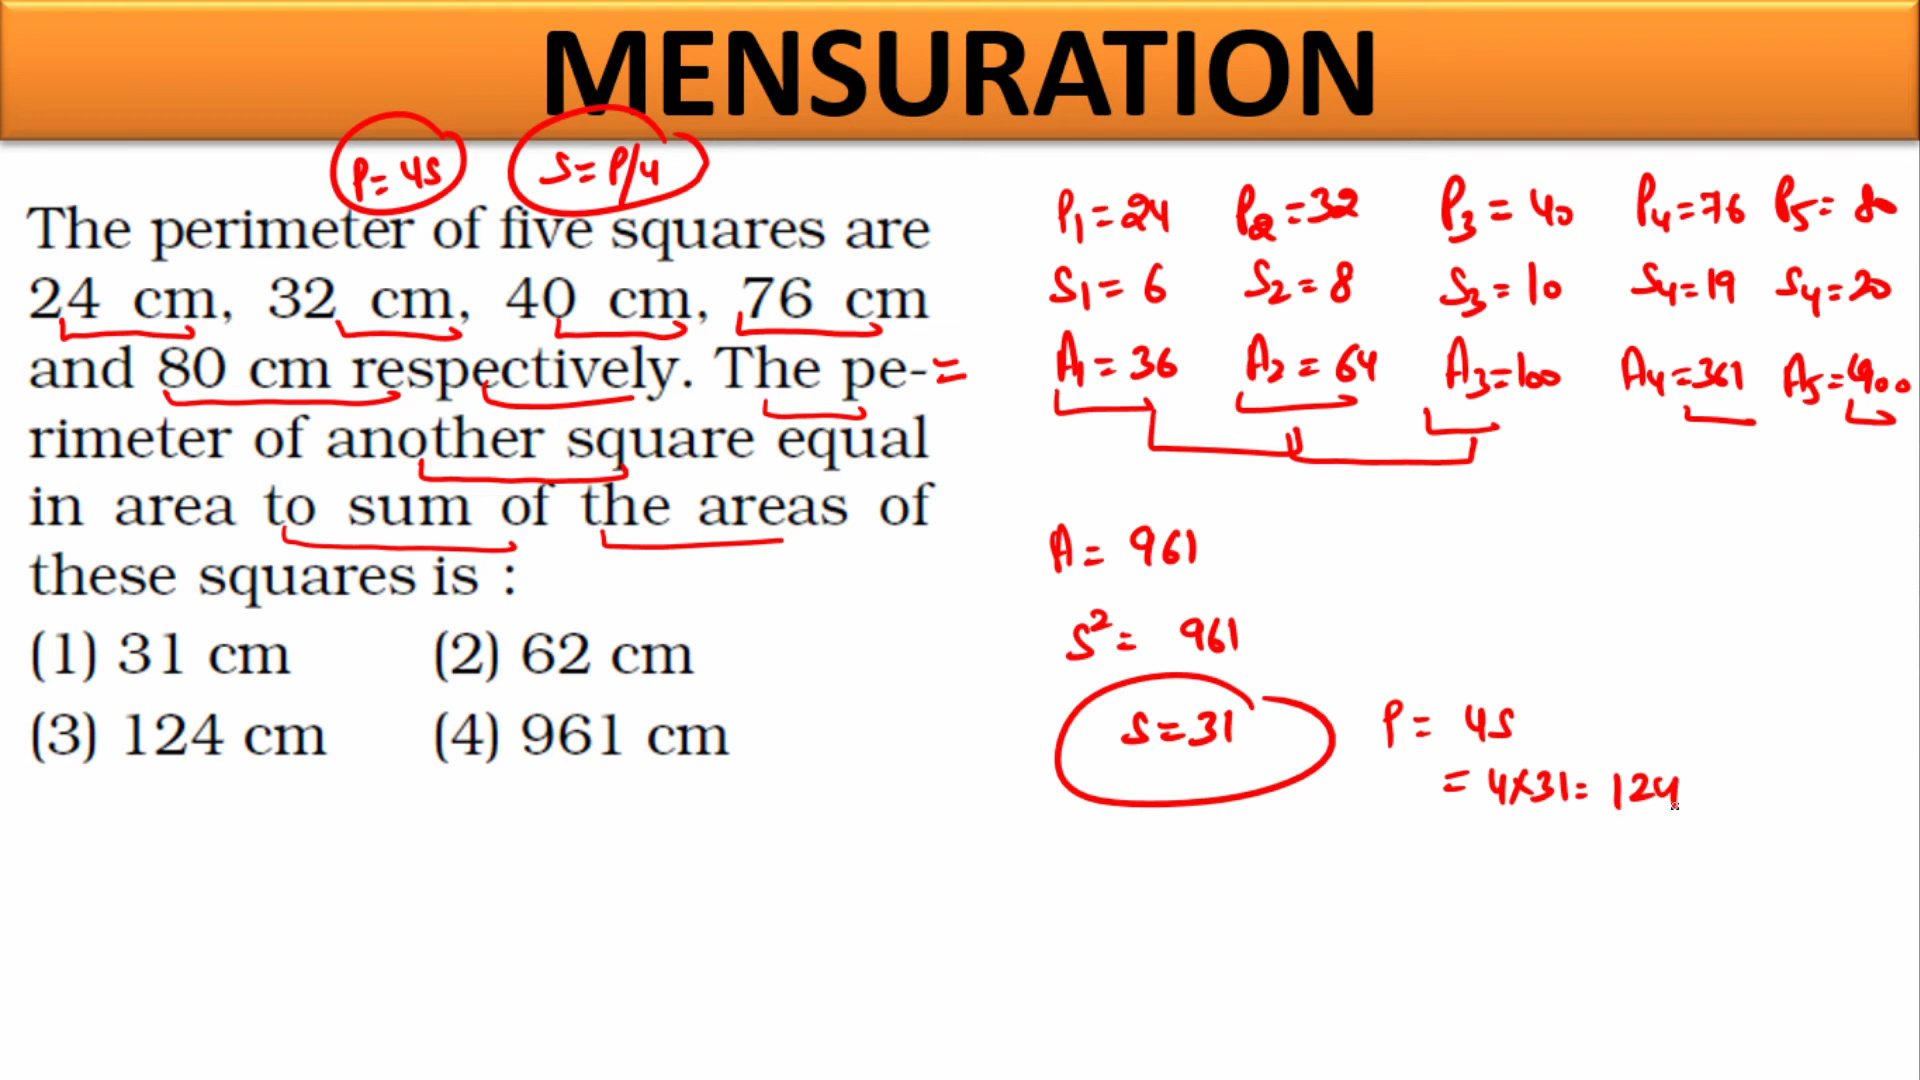 MENSURATION
P = 4S S = P/4
The perimeter of five squares are
24 cm, 32 cm, 40 cm, 76 cm
and 80 cm respectively. The pe-=
rimeter of another square equal
in area to sum of the areas of
these squares is :
(1) 31 cm (2) 62 cm
(3) 124 cm (4) 961 cm
P1 = 24 P2 = 32 P3 = 40 P4 = 76 P5 = 80
S1 = 6 S2 = 8 S3 = 10 S4 = 19 S4 = 20
A1 = 36 A2 = 64 A3 = 100 A4 = 361 A5 = 400
A = 961
S² = 961
S = 31 P = 4S
= 4×31 = 124